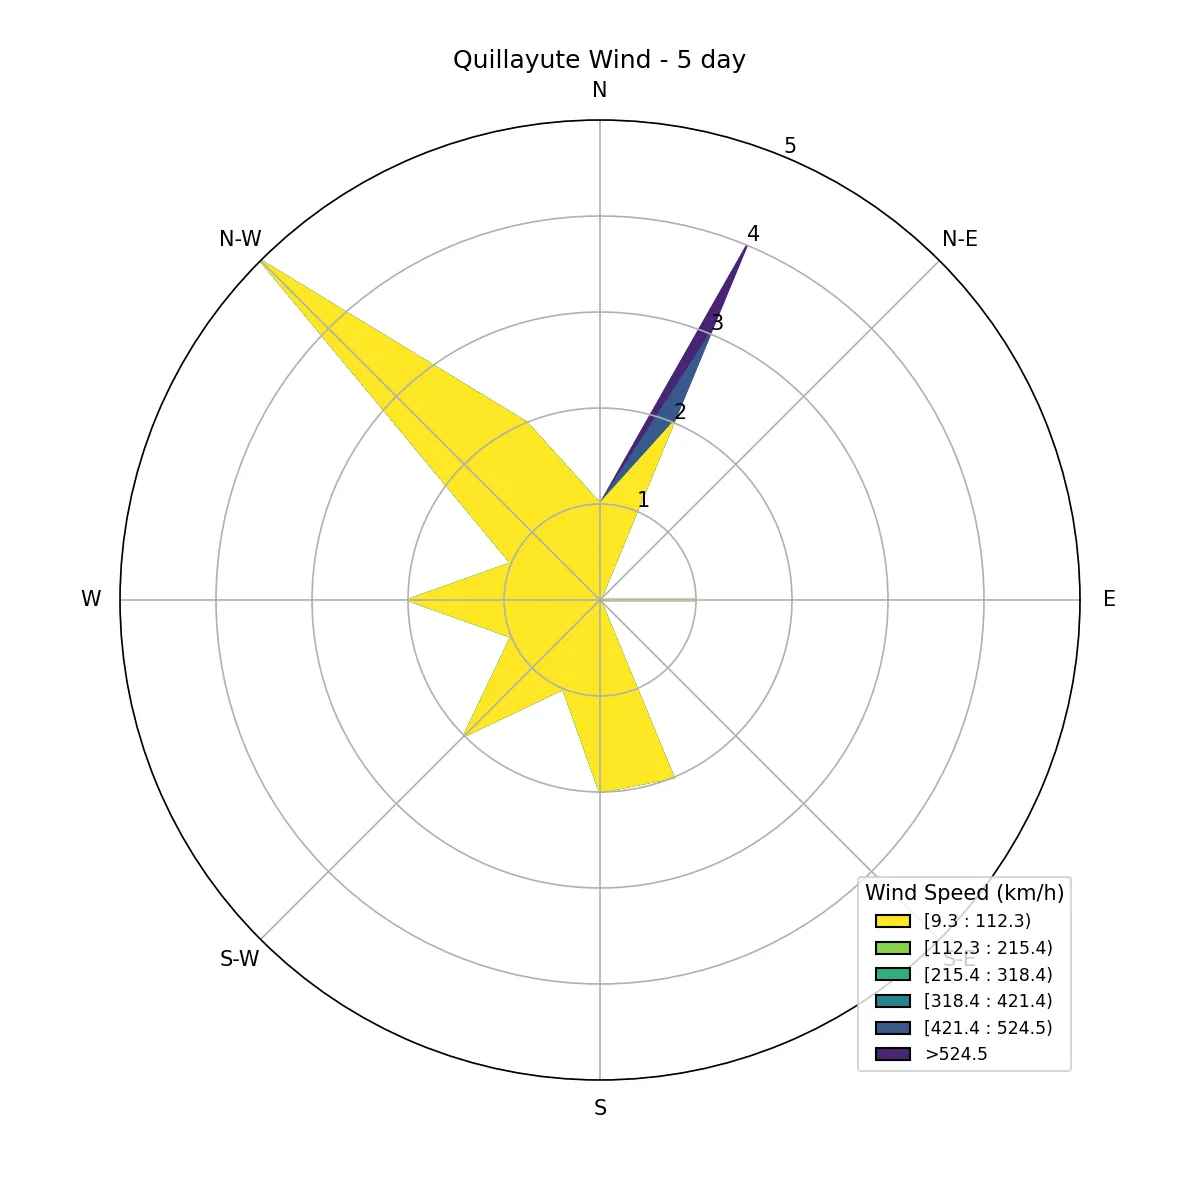 Quillayute Wind - 5 day
N
5
N-W
4
N-E
3
2
1
W
E
Wind Speed (km/h)
[9.3 : 112.3)
[112.3 : 215.4)
S-W
S-E
[215.4 : 318.4)
[318.4 : 421.4)
[421.4 : 524.5)
>524.5
S